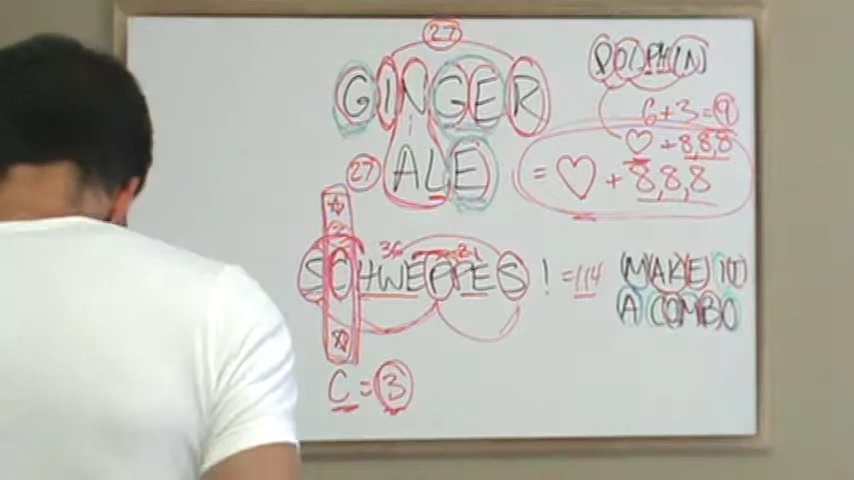 27
GINGER
DOLPHIN
6+3=9
♡+8,8,8
27 ALE
=♡+8,8,8
SCHWEPPES! =114
MAKE IT
A COMBO
C=3